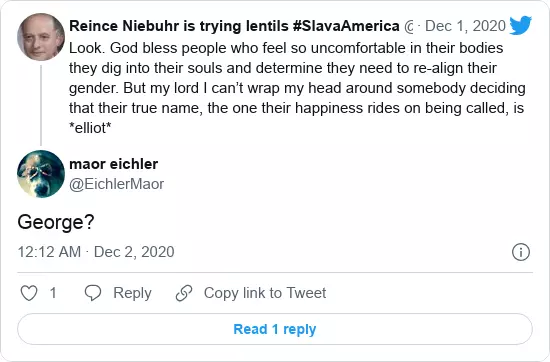 Reince Niebuhr is trying lentils #SlavaAmerica @ · Dec 1, 2020
Look. God bless people who feel so uncomfortable in their bodies
they dig into their souls and determine they need to re-align their
gender. But my lord I can’t wrap my head around somebody deciding
that their true name, the one their happiness rides on being called, is
*elliot*
maor eichler
@EichlerMaor
George?
12:12 AM · Dec 2, 2020
1 Reply Copy link to Tweet
Read 1 reply